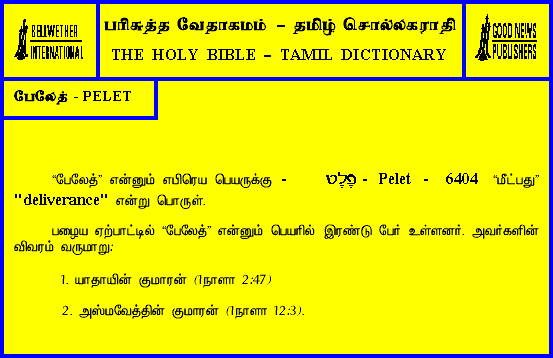 BELLWETHER
INTERNATIONAL
பரிசுத்த வேதாகமம் – தமிழ் சொல்லகராதி
THE HOLY BIBLE – TAMIL DICTIONARY
GOOD NEWS
PUBLISHERS
பேலேத் - PELET
“பேலேத்” என்னும் எபிரெய பெயருக்கு - פֶּלֶט - Pelet - 6404 “மீட்பது”
"deliverance" என்று பொருள்.
பழைய ஏற்பாட்டில் “பேலேத்” என்னும் பெயரில் இரண்டு பேர் உள்ளனர். அவர்களின்
விவரம் வருமாறு:
1. யாதாயின் குமாரன் (1நாளா 2:47)
2. அஸ்மவேத்தின் குமாரன் (1நாளா 12:3).